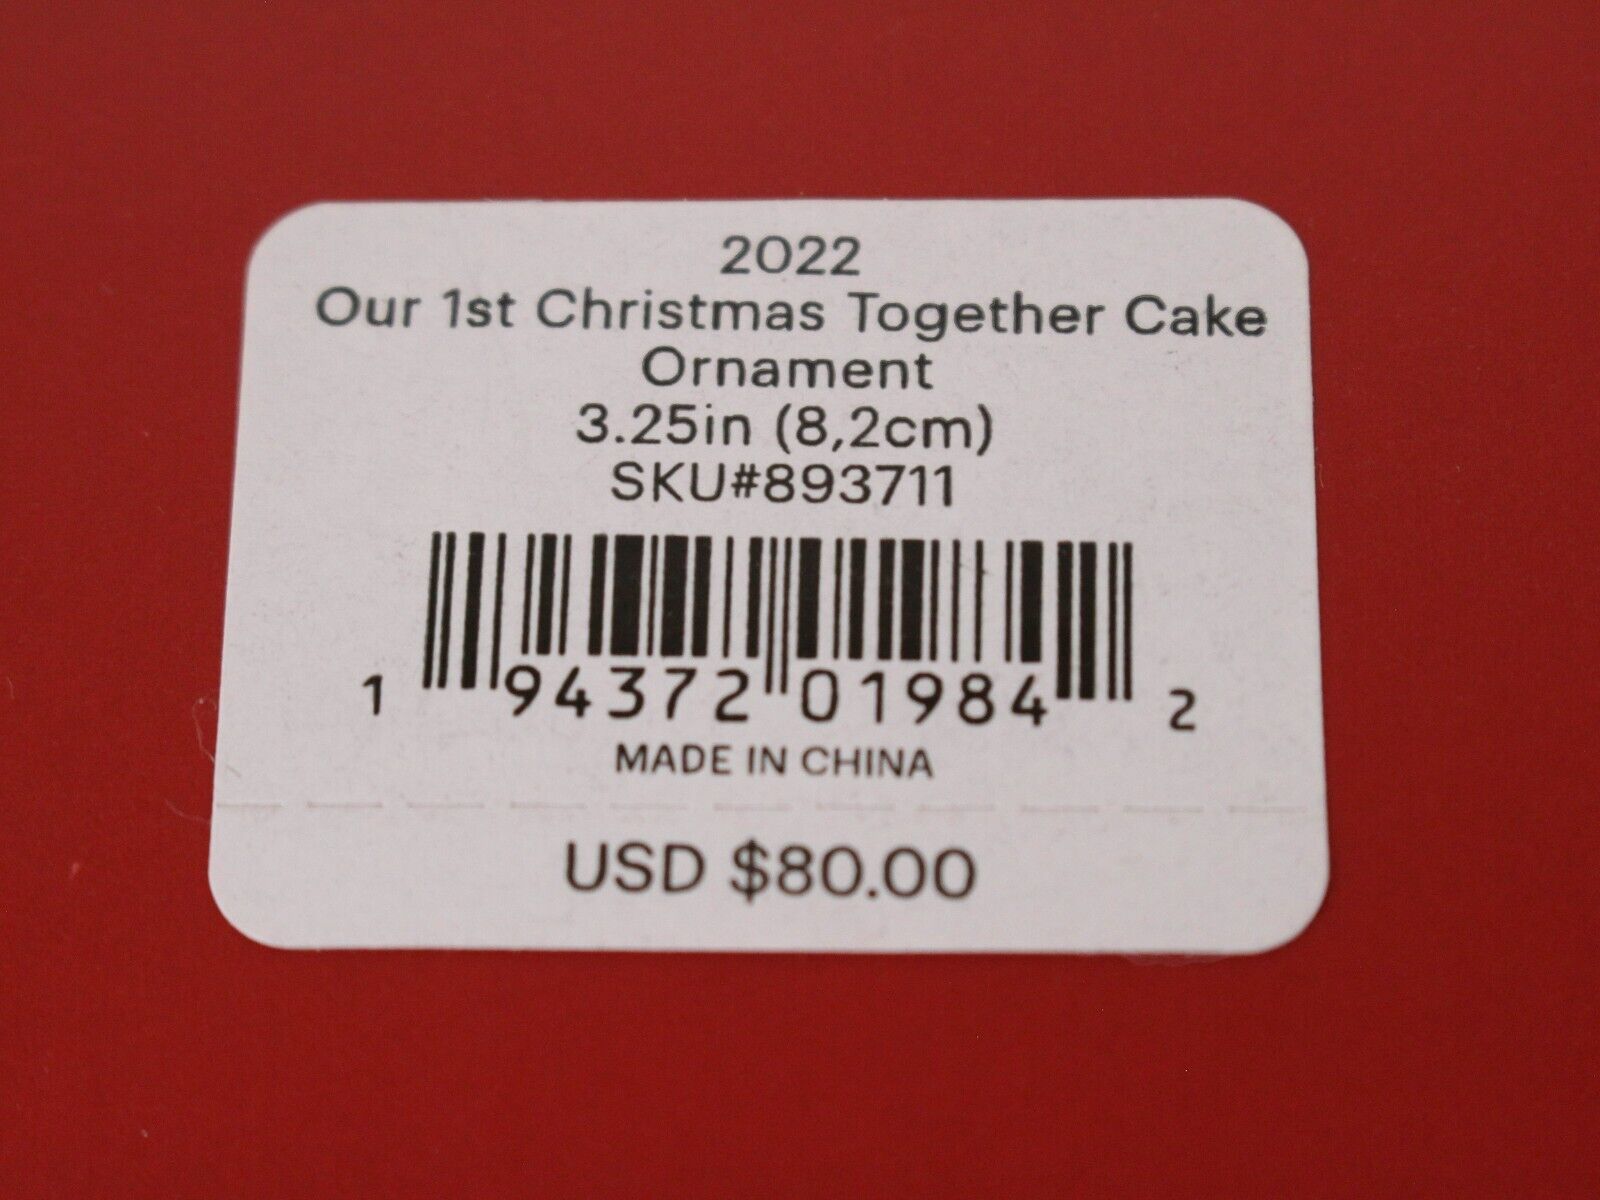 2022
Our 1st Christmas Together Cake
Ornament
3.25in (8,2cm)
SKU#893711
1 94372 01984 2
MADE IN CHINA
USD $80.00